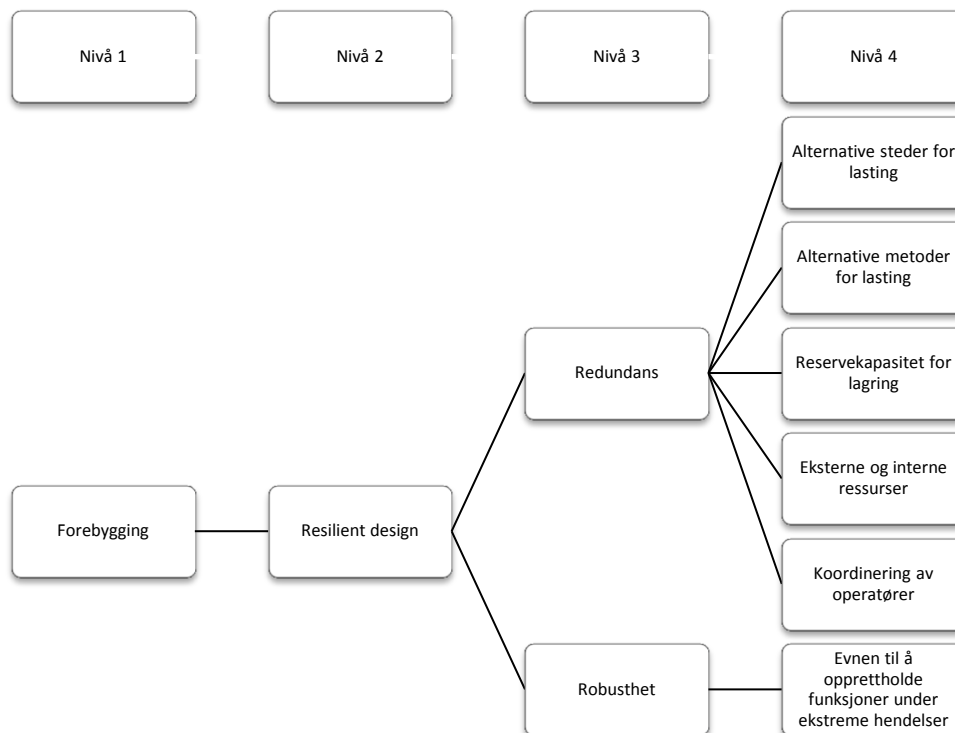 Nivå 1
Nivå 2
Nivå 3
Nivå 4
Alternative steder for
lasting
Alternative metoder
for lasting
Redundans
Reservekapasitet for
lagring
Eksterne og interne
ressurser
Forebygging
Resilient design
Koordinering av
operatører
Robusthet
Evnen til å
opprettholde
funksjoner under
ekstreme hendelser